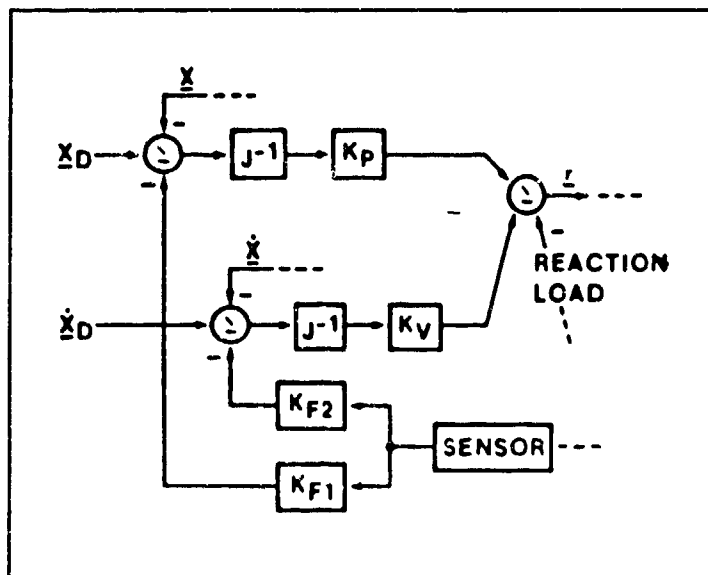 X
X_D
Σ
J⁻¹
K_P
Σ
REACTION
LOAD
Ẋ
Ẋ_D
Σ
J⁻¹
K_V
K_F2
SENSOR
K_F1